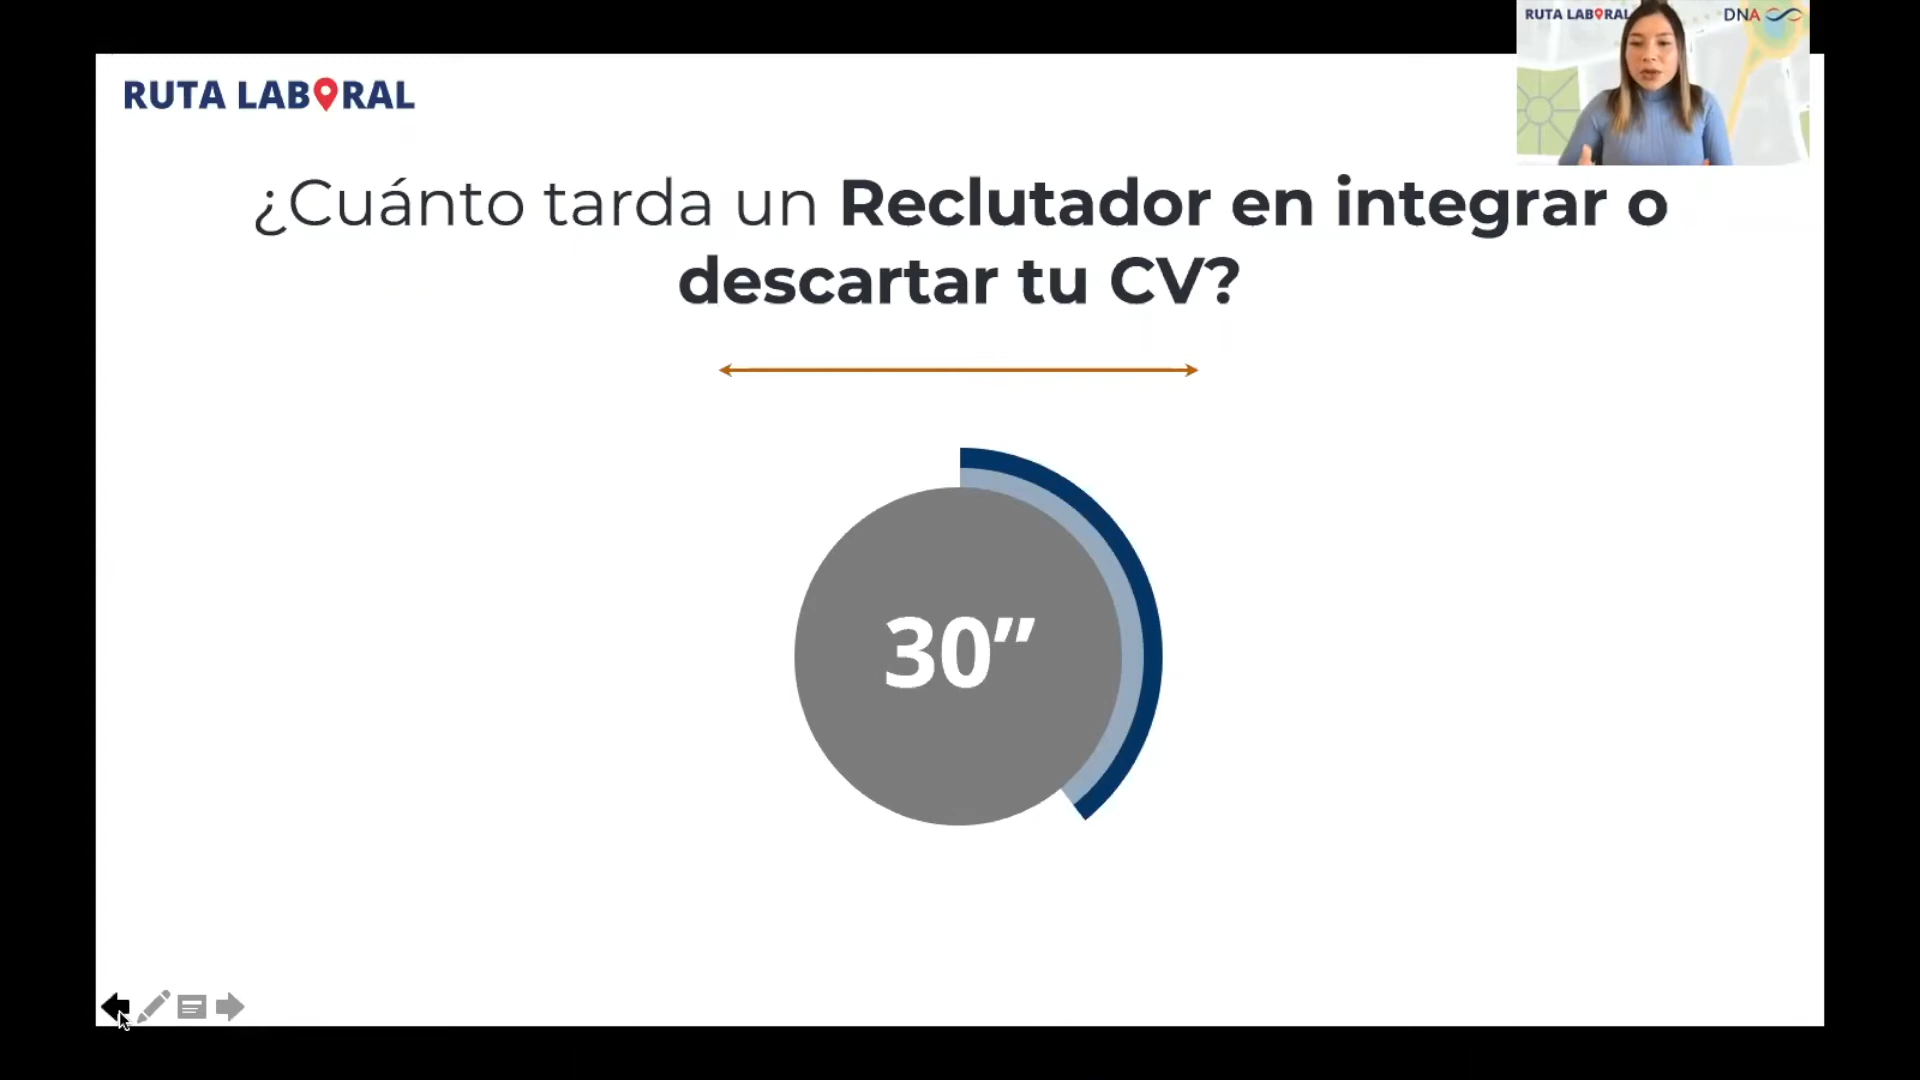 RUTA LABORAL
RUTA LABORAL
DNA
¿Cuánto tarda un Reclutador en integrar o
descartar tu CV?
30”